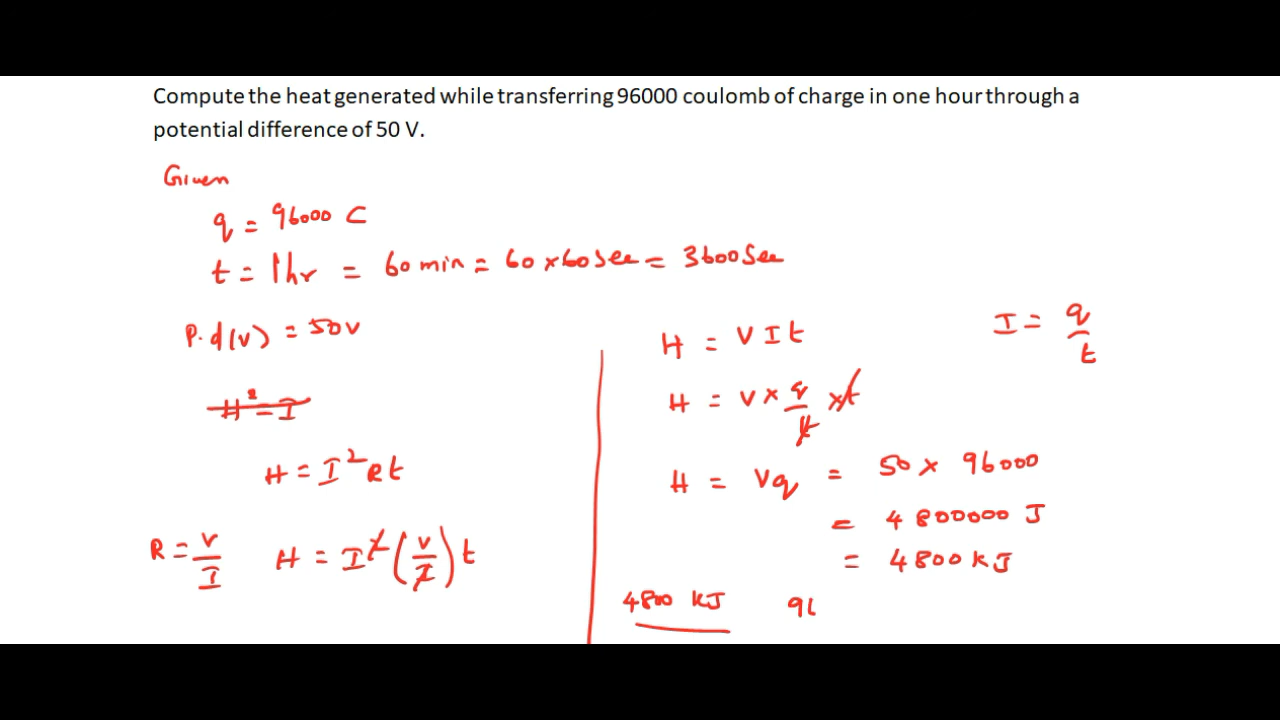 Compute the heat generated while transferring 96000 coulomb of charge in one hour through a
potential difference of 50 V.
Given
q = 96000 C
t = 1hr = 60 min = 60 × 60 Sec = 3600 Sec
P.d(v) = 50v
H² = I
H = I²Rt
R = v/I H = I²(v/I)t
H = VIt
I = q/t
H = V × q/t × t
H = Vq = 50 × 96000
= 4800000 J
= 4800 kJ
4800 KJ 96